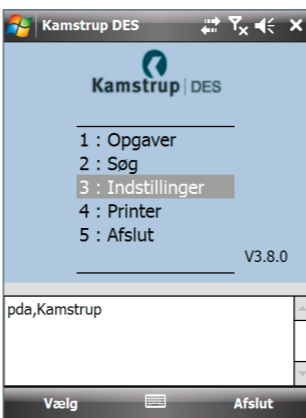 Kamstrup DES
Kamstrup DES
1 : Opgaver
2 : Søg
3 : Indstillinger
4 : Printer
5 : Afslut
V3.8.0
pda,Kamstrup
Vælg
Afslut